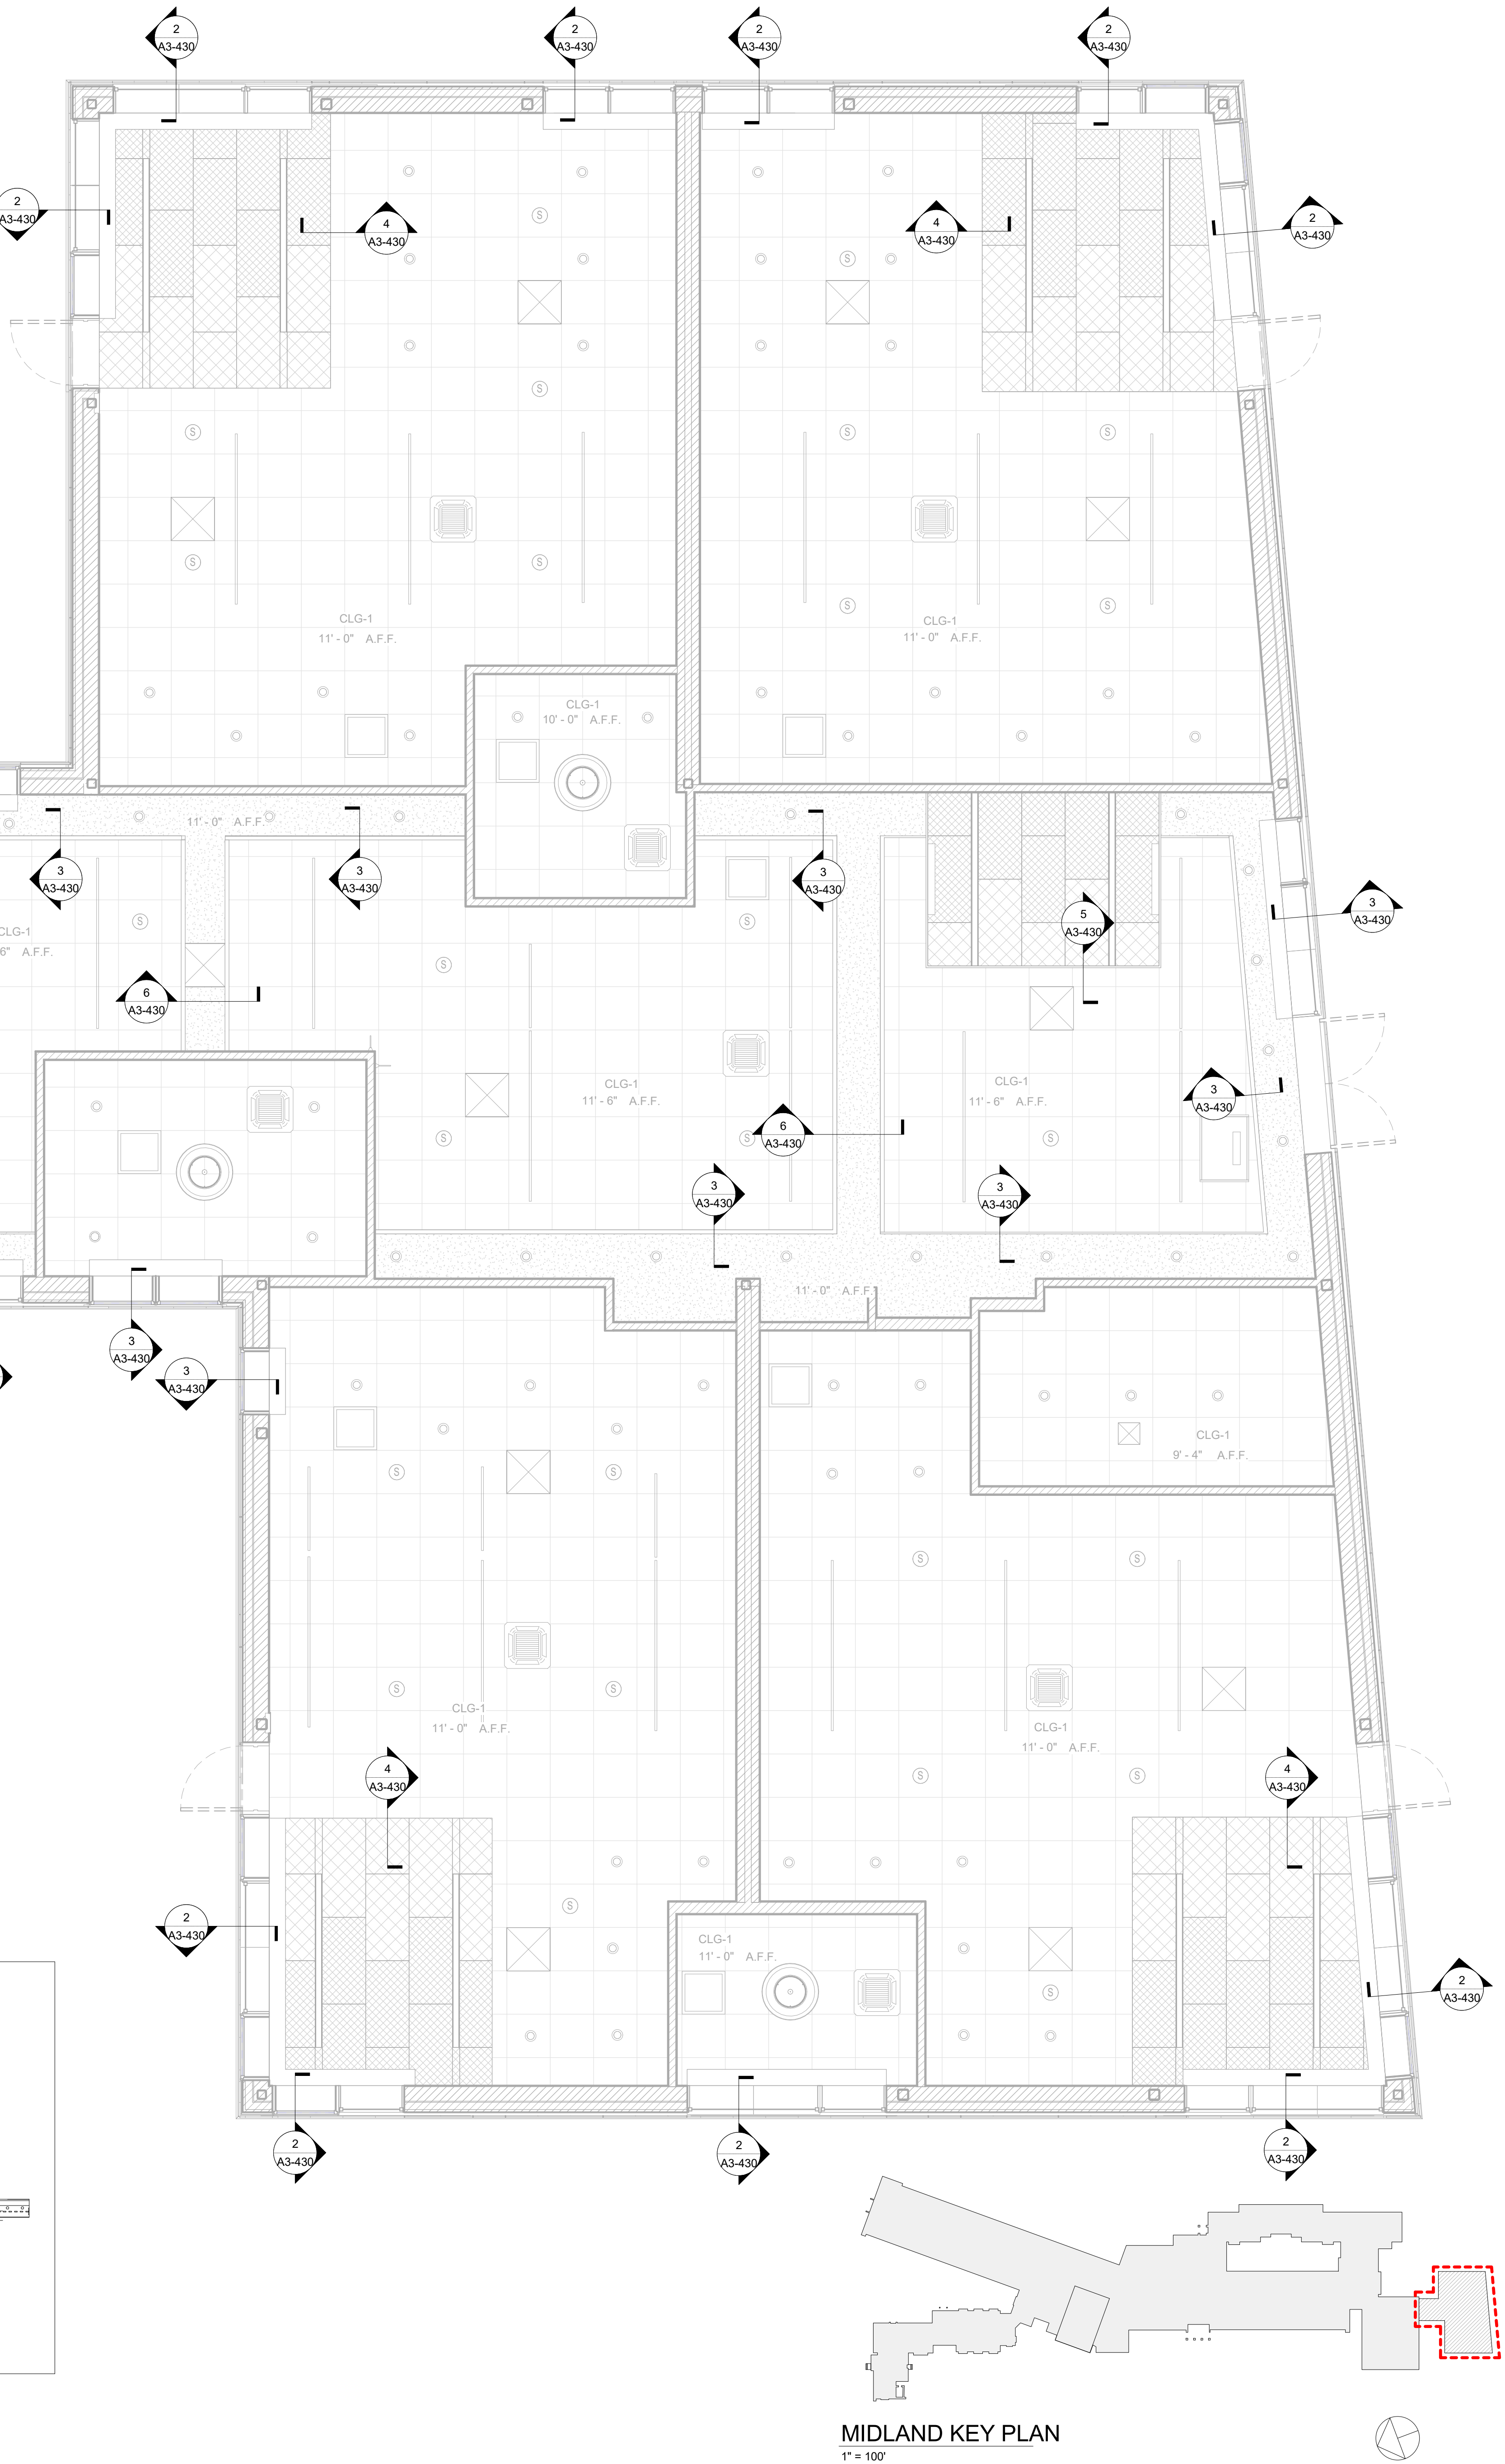 2
A3-430
2
A3-430
2
A3-430
2
A3-430
2
A3-430
4
A3-430
S
4
A3-430
2
A3-430
S
S
S
S
S
S
S
S
S
CLG-1
11' - 0" A.F.F.
CLG-1
11' - 0" A.F.F.
CLG-1
10' - 0" A.F.F.
11' - 0" A.F.F.
3
A3-430
3
A3-430
3
A3-430
3
A3-430
S
S
5
A3-430
CLG-1
6" A.F.F.
S
6
A3-430
CLG-1
11' - 6" A.F.F.
CLG-1
11' - 6" A.F.F.
3
A3-430
S
S
6
A3-430
S
3
A3-430
3
A3-430
11' - 0" A.F.F.
3
A3-430
3
A3-430
CLG-1
9' - 4" A.F.F.
S
S
S
S
S
S
CLG-1
11' - 0" A.F.F.
CLG-1
11' - 0" A.F.F.
4
A3-430
S
S
4
A3-430
S
2
A3-430
CLG-1
11' - 0" A.F.F.
S
2
A3-430
2
A3-430
2
A3-430
2
A3-430
MIDLAND KEY PLAN
1" = 100'